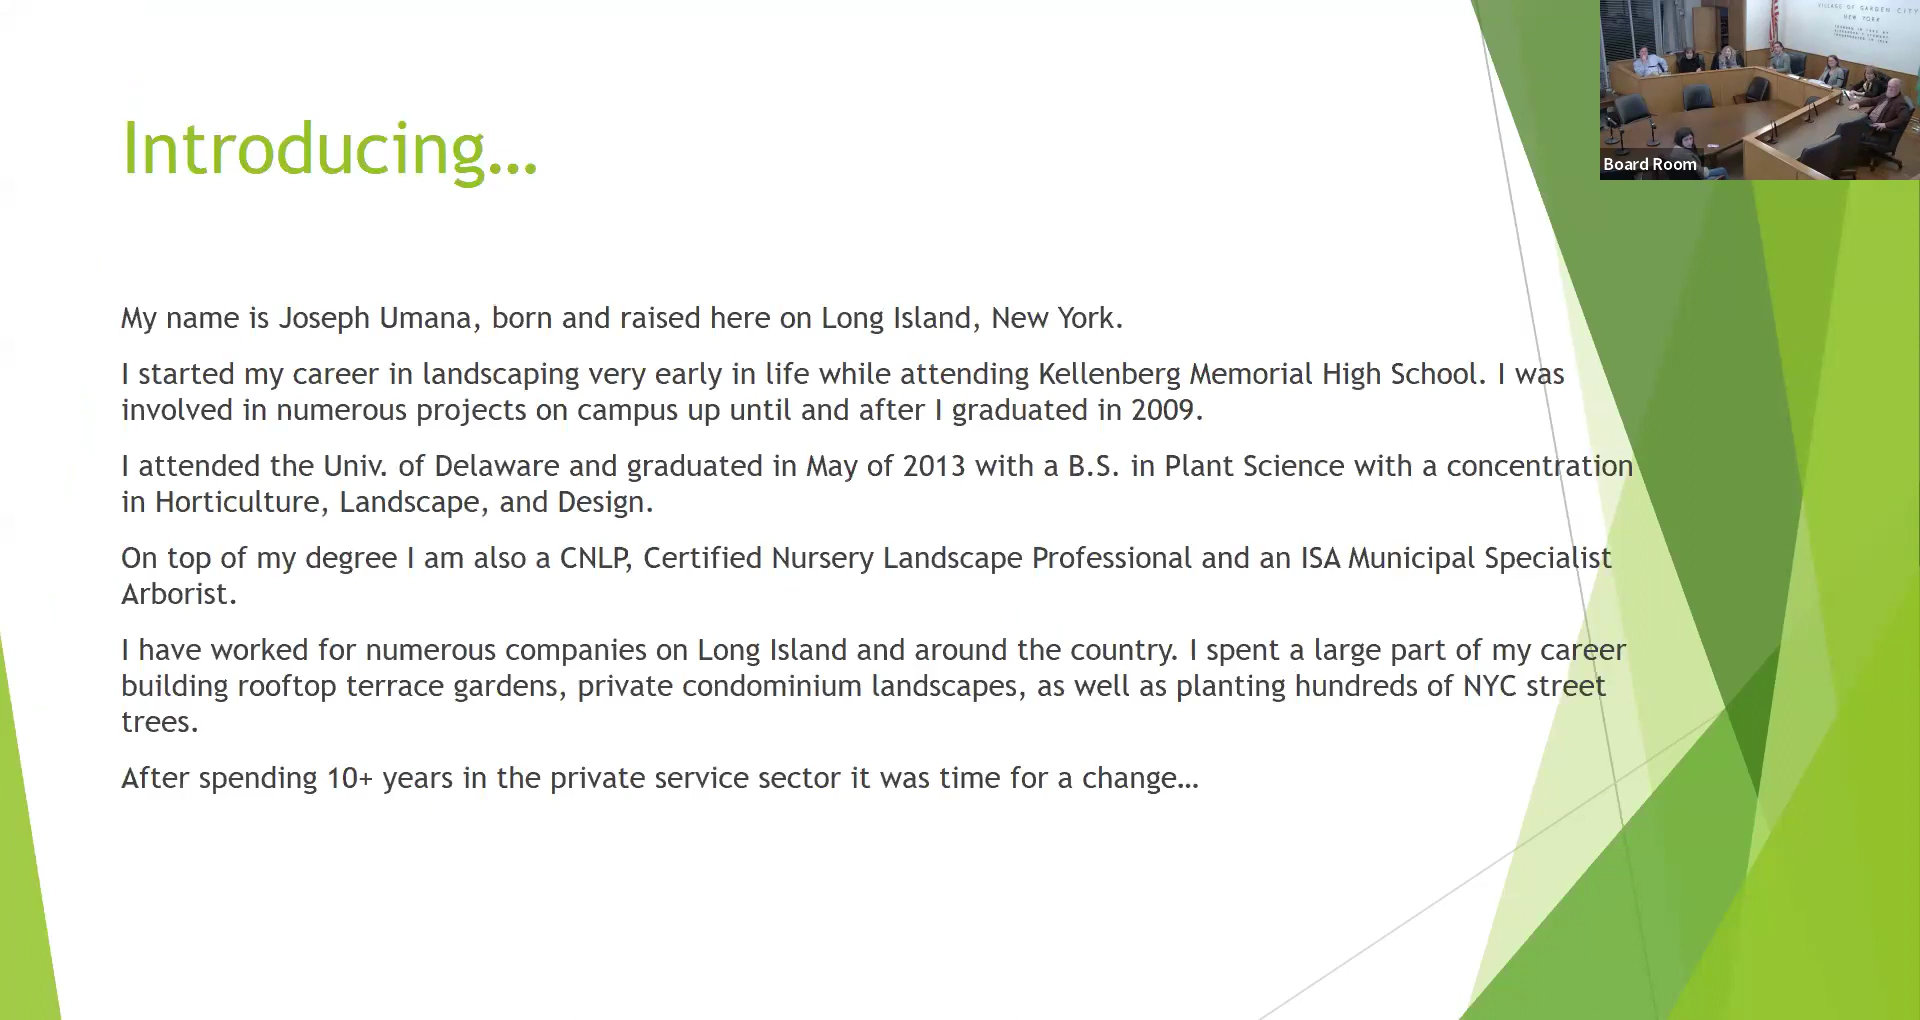 Introducing...
My name is Joseph Umana, born and raised here on Long Island, New York.
I started my career in landscaping very early in life while attending Kellenberg Memorial High School. I was
involved in numerous projects on campus up until and after I graduated in 2009.
I attended the Univ. of Delaware and graduated in May of 2013 with a B.S. in Plant Science with a concentration
in Horticulture, Landscape, and Design.
On top of my degree I am also a CNLP, Certified Nursery Landscape Professional and an ISA Municipal Specialist
Arborist.
I have worked for numerous companies on Long Island and around the country. I spent a large part of my career
building rooftop terrace gardens, private condominium landscapes, as well as planting hundreds of NYC street
trees.
After spending 10+ years in the private service sector it was time for a change...
VILLAGE OF GARDEN CITY
NEW YORK
Board Room